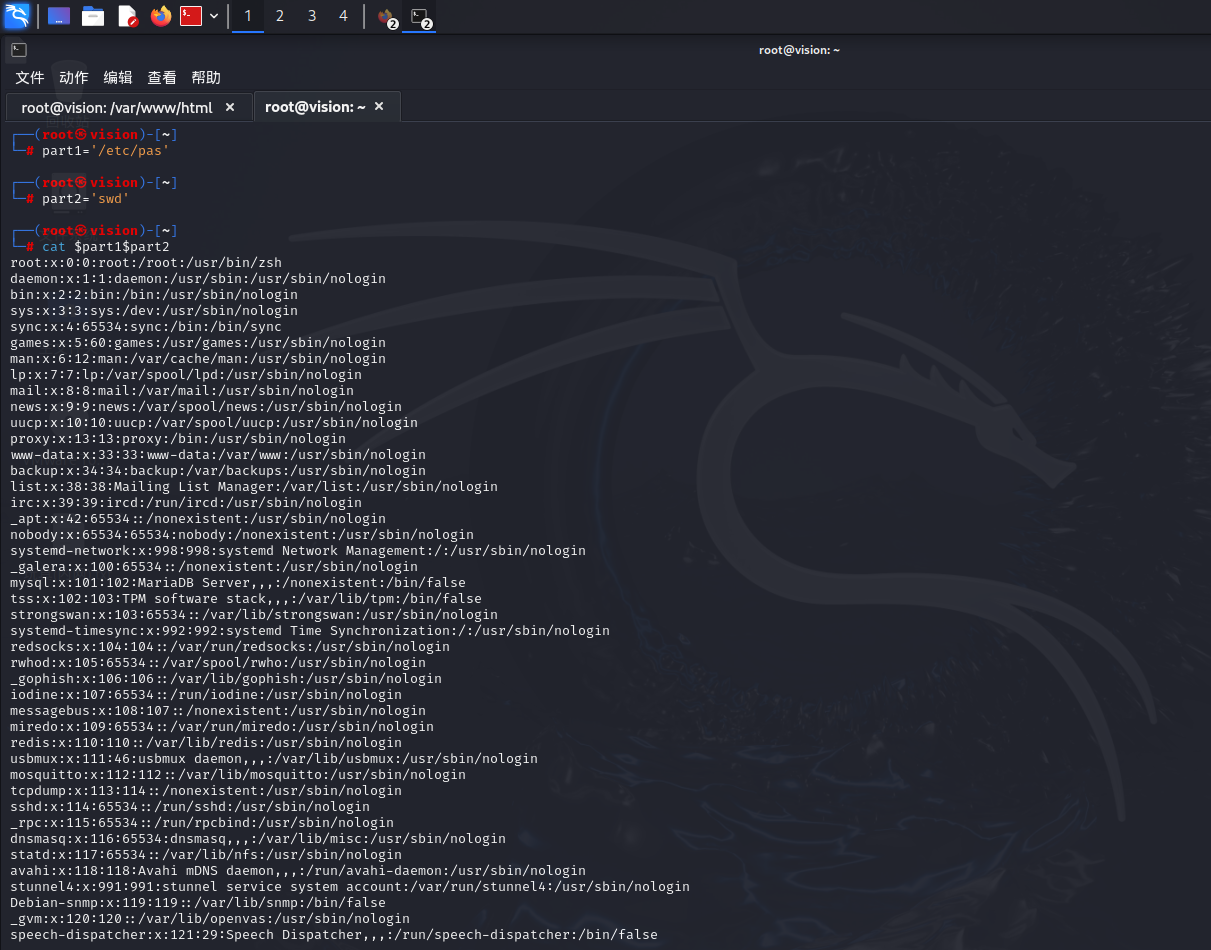 1 2 3 4 2 2
root@vision: ~
文件 动作 编辑 查看 帮助
root@vision: /var/www/html × root@vision: ~ ×
┌──(root㉿vision)-[~]
└─# part1='/etc/pas'
┌──(root㉿vision)-[~]
└─# part2='swd'
┌──(root㉿vision)-[~]
└─# cat $part1$part2
root:x:0:0:root:/root:/usr/bin/zsh
daemon:x:1:1:daemon:/usr/sbin:/usr/sbin/nologin
bin:x:2:2:bin:/bin:/usr/sbin/nologin
sys:x:3:3:sys:/dev:/usr/sbin/nologin
sync:x:4:65534:sync:/bin:/bin/sync
games:x:5:60:games:/usr/games:/usr/sbin/nologin
man:x:6:12:man:/var/cache/man:/usr/sbin/nologin
lp:x:7:7:lp:/var/spool/lpd:/usr/sbin/nologin
mail:x:8:8:mail:/var/mail:/usr/sbin/nologin
news:x:9:9:news:/var/spool/news:/usr/sbin/nologin
uucp:x:10:10:uucp:/var/spool/uucp:/usr/sbin/nologin
proxy:x:13:13:proxy:/bin:/usr/sbin/nologin
www-data:x:33:33:www-data:/var/www:/usr/sbin/nologin
backup:x:34:34:backup:/var/backups:/usr/sbin/nologin
list:x:38:38:Mailing List Manager:/var/list:/usr/sbin/nologin
irc:x:39:39:ircd:/run/ircd:/usr/sbin/nologin
_apt:x:42:65534::/nonexistent:/usr/sbin/nologin
nobody:x:65534:65534:nobody:/nonexistent:/usr/sbin/nologin
systemd-network:x:998:998:systemd Network Management:/:/usr/sbin/nologin
_galera:x:100:65534::/nonexistent:/usr/sbin/nologin
mysql:x:101:102:MariaDB Server,,,:/nonexistent:/bin/false
tss:x:102:103:TPM software stack,,,:/var/lib/tpm:/bin/false
strongswan:x:103:65534::/var/lib/strongswan:/usr/sbin/nologin
systemd-timesync:x:992:992:systemd Time Synchronization:/:/usr/sbin/nologin
redsocks:x:104:104::/var/run/redsocks:/usr/sbin/nologin
rwhod:x:105:65534::/var/spool/rwho:/usr/sbin/nologin
_gophish:x:106:106::/var/lib/gophish:/usr/sbin/nologin
iodine:x:107:65534::/run/iodine:/usr/sbin/nologin
messagebus:x:108:107::/nonexistent:/usr/sbin/nologin
miredo:x:109:65534::/var/run/miredo:/usr/sbin/nologin
redis:x:110:110::/var/lib/redis:/usr/sbin/nologin
usbmux:x:111:46:usbmux daemon,,,:/var/lib/usbmux:/usr/sbin/nologin
mosquitto:x:112:112::/var/lib/mosquitto:/usr/sbin/nologin
tcpdump:x:113:114::/nonexistent:/usr/sbin/nologin
sshd:x:114:65534::/run/sshd:/usr/sbin/nologin
_rpc:x:115:65534::/run/rpcbind:/usr/sbin/nologin
dnsmasq:x:116:65534:dnsmasq,,,:/var/lib/misc:/usr/sbin/nologin
statd:x:117:65534::/var/lib/nfs:/usr/sbin/nologin
avahi:x:118:118:Avahi mDNS daemon,,,:/run/avahi-daemon:/usr/sbin/nologin
stunnel4:x:991:991:stunnel service system account:/var/run/stunnel4:/usr/sbin/nologin
Debian-snmp:x:119:119::/var/lib/snmp:/bin/false
_gvm:x:120:120::/var/lib/openvas:/usr/sbin/nologin
speech-dispatcher:x:121:29:Speech Dispatcher,,,:/run/speech-dispatcher:/bin/false